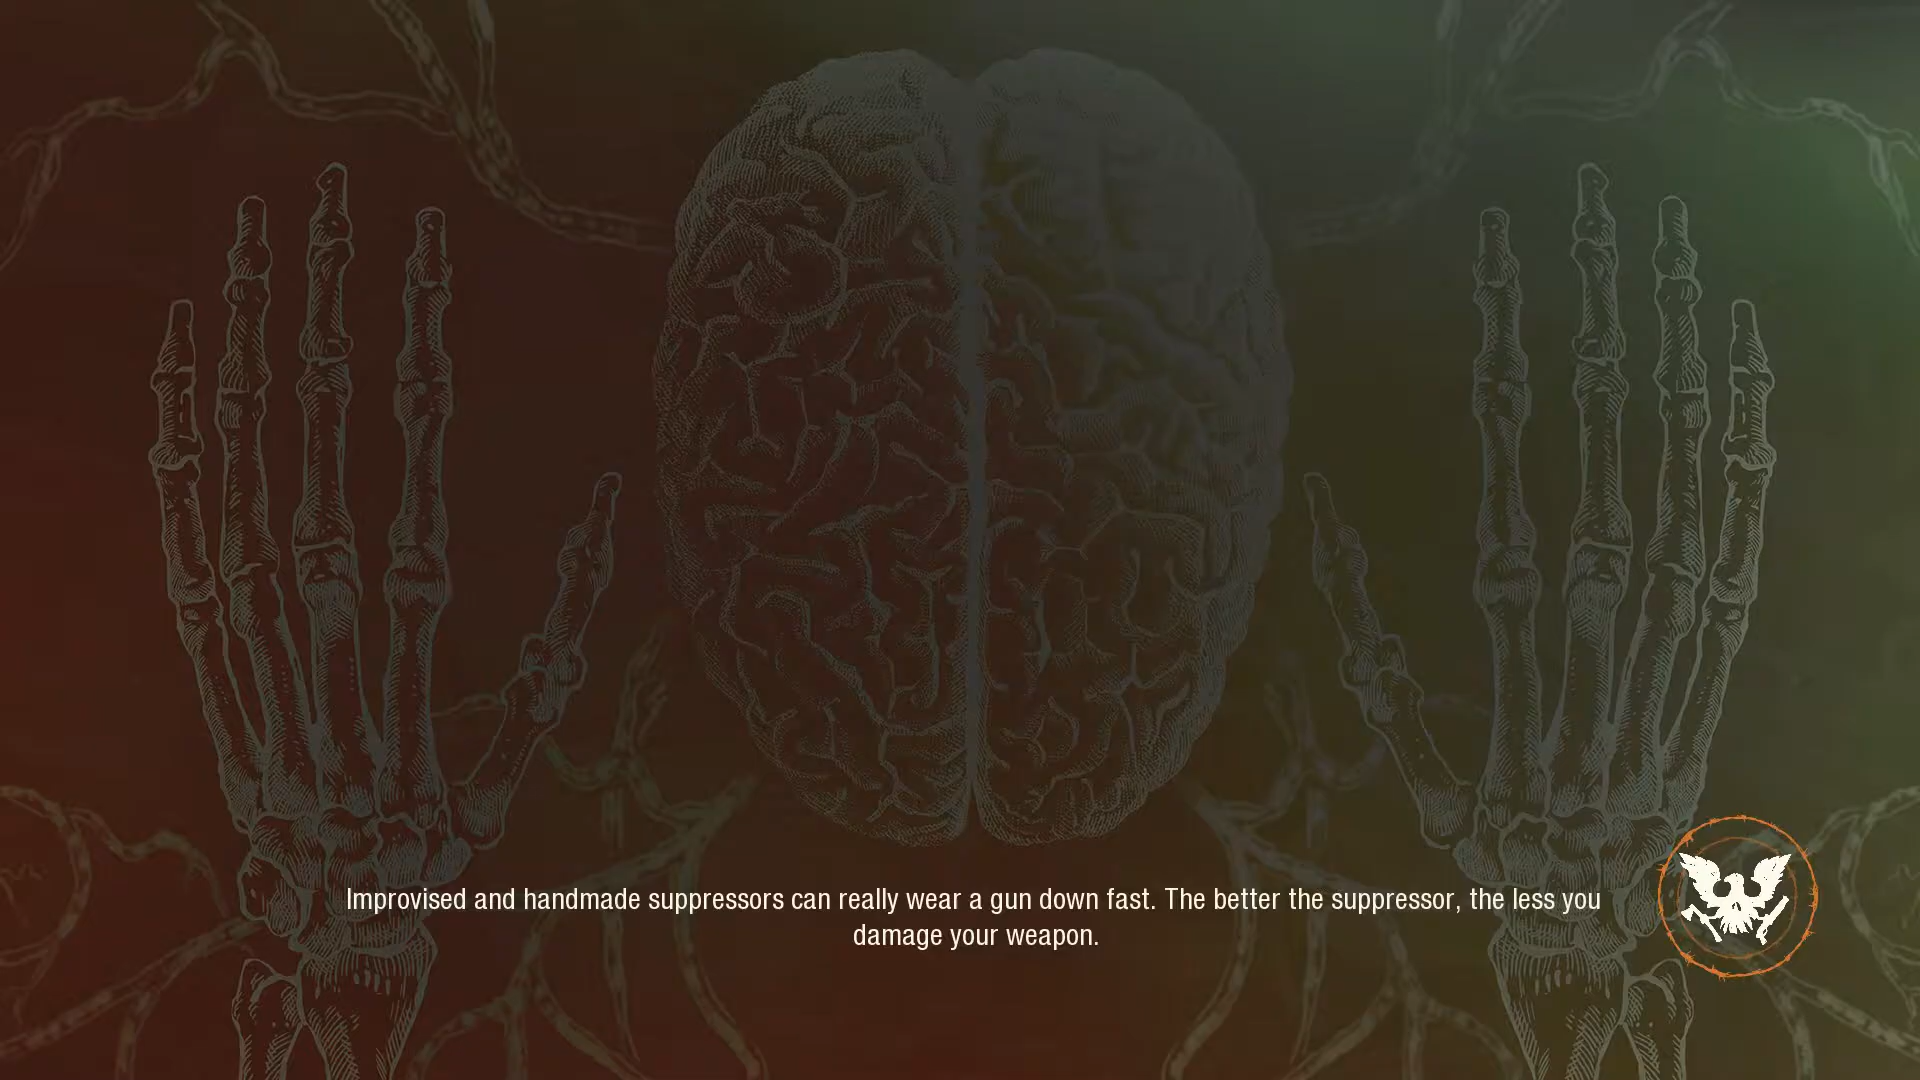 Improvised and handmade suppressors can really wear a gun down fast. The better the suppressor, the less you
damage your weapon.